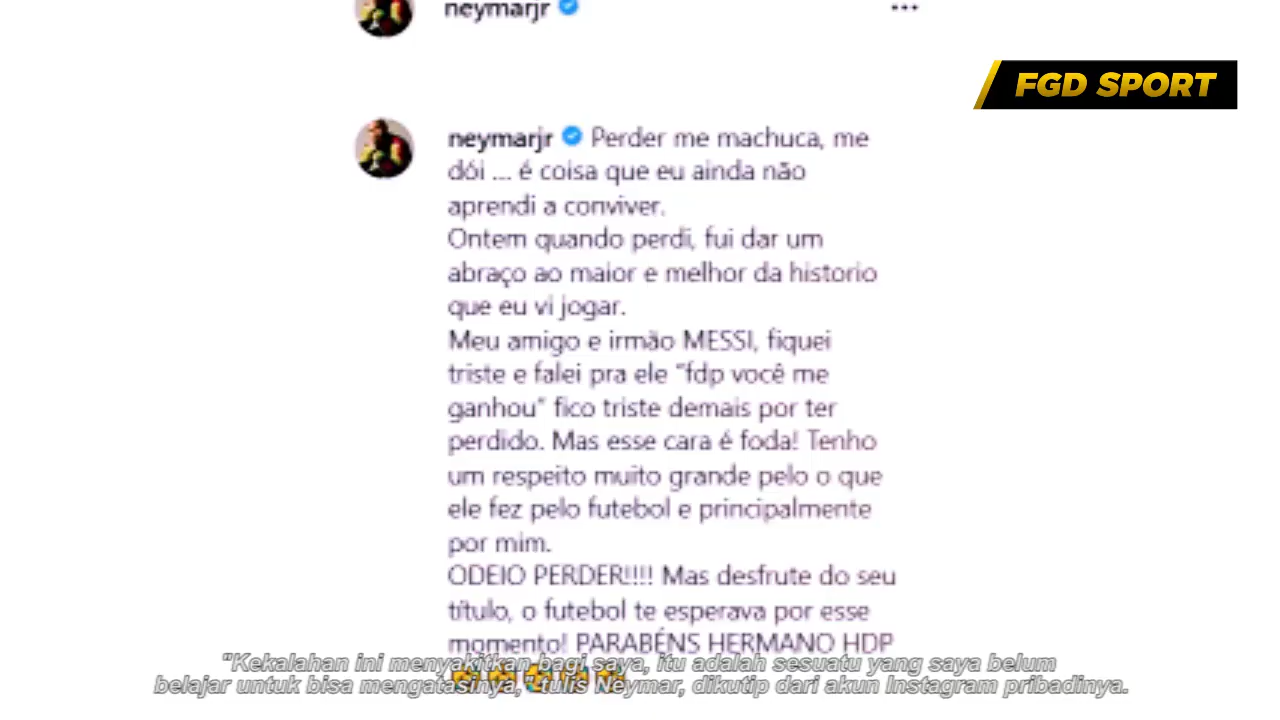 neymarjr
FGD SPORT
neymarjr Perder me machuca, me
dói ... é coisa que eu ainda não
aprendi a conviver.
Ontem quando perdi, fui dar um
abraço ao maior e melhor da historio
que eu vi jogar.
Meu amigo e irmão MESSI, fiquei
triste e falei pra ele "fdp você me
ganhou" fico triste demais por ter
perdido. Mas esse cara é foda! Tenho
um respeito muito grande pelo o que
ele fez pelo futebol e principalmente
por mim.
ODEIO PERDER!!!! Mas desfrute do seu
título, o futebol te esperava por esse
momento! PARABÉNS HERMANO HDP
"Kekalahan ini menyakitkan bagi saya, itu adalah sesuatu yang saya belum
belajar untuk bisa mengatasinya," tulis Neymar, dikutip dari akun Instagram pribadinya.